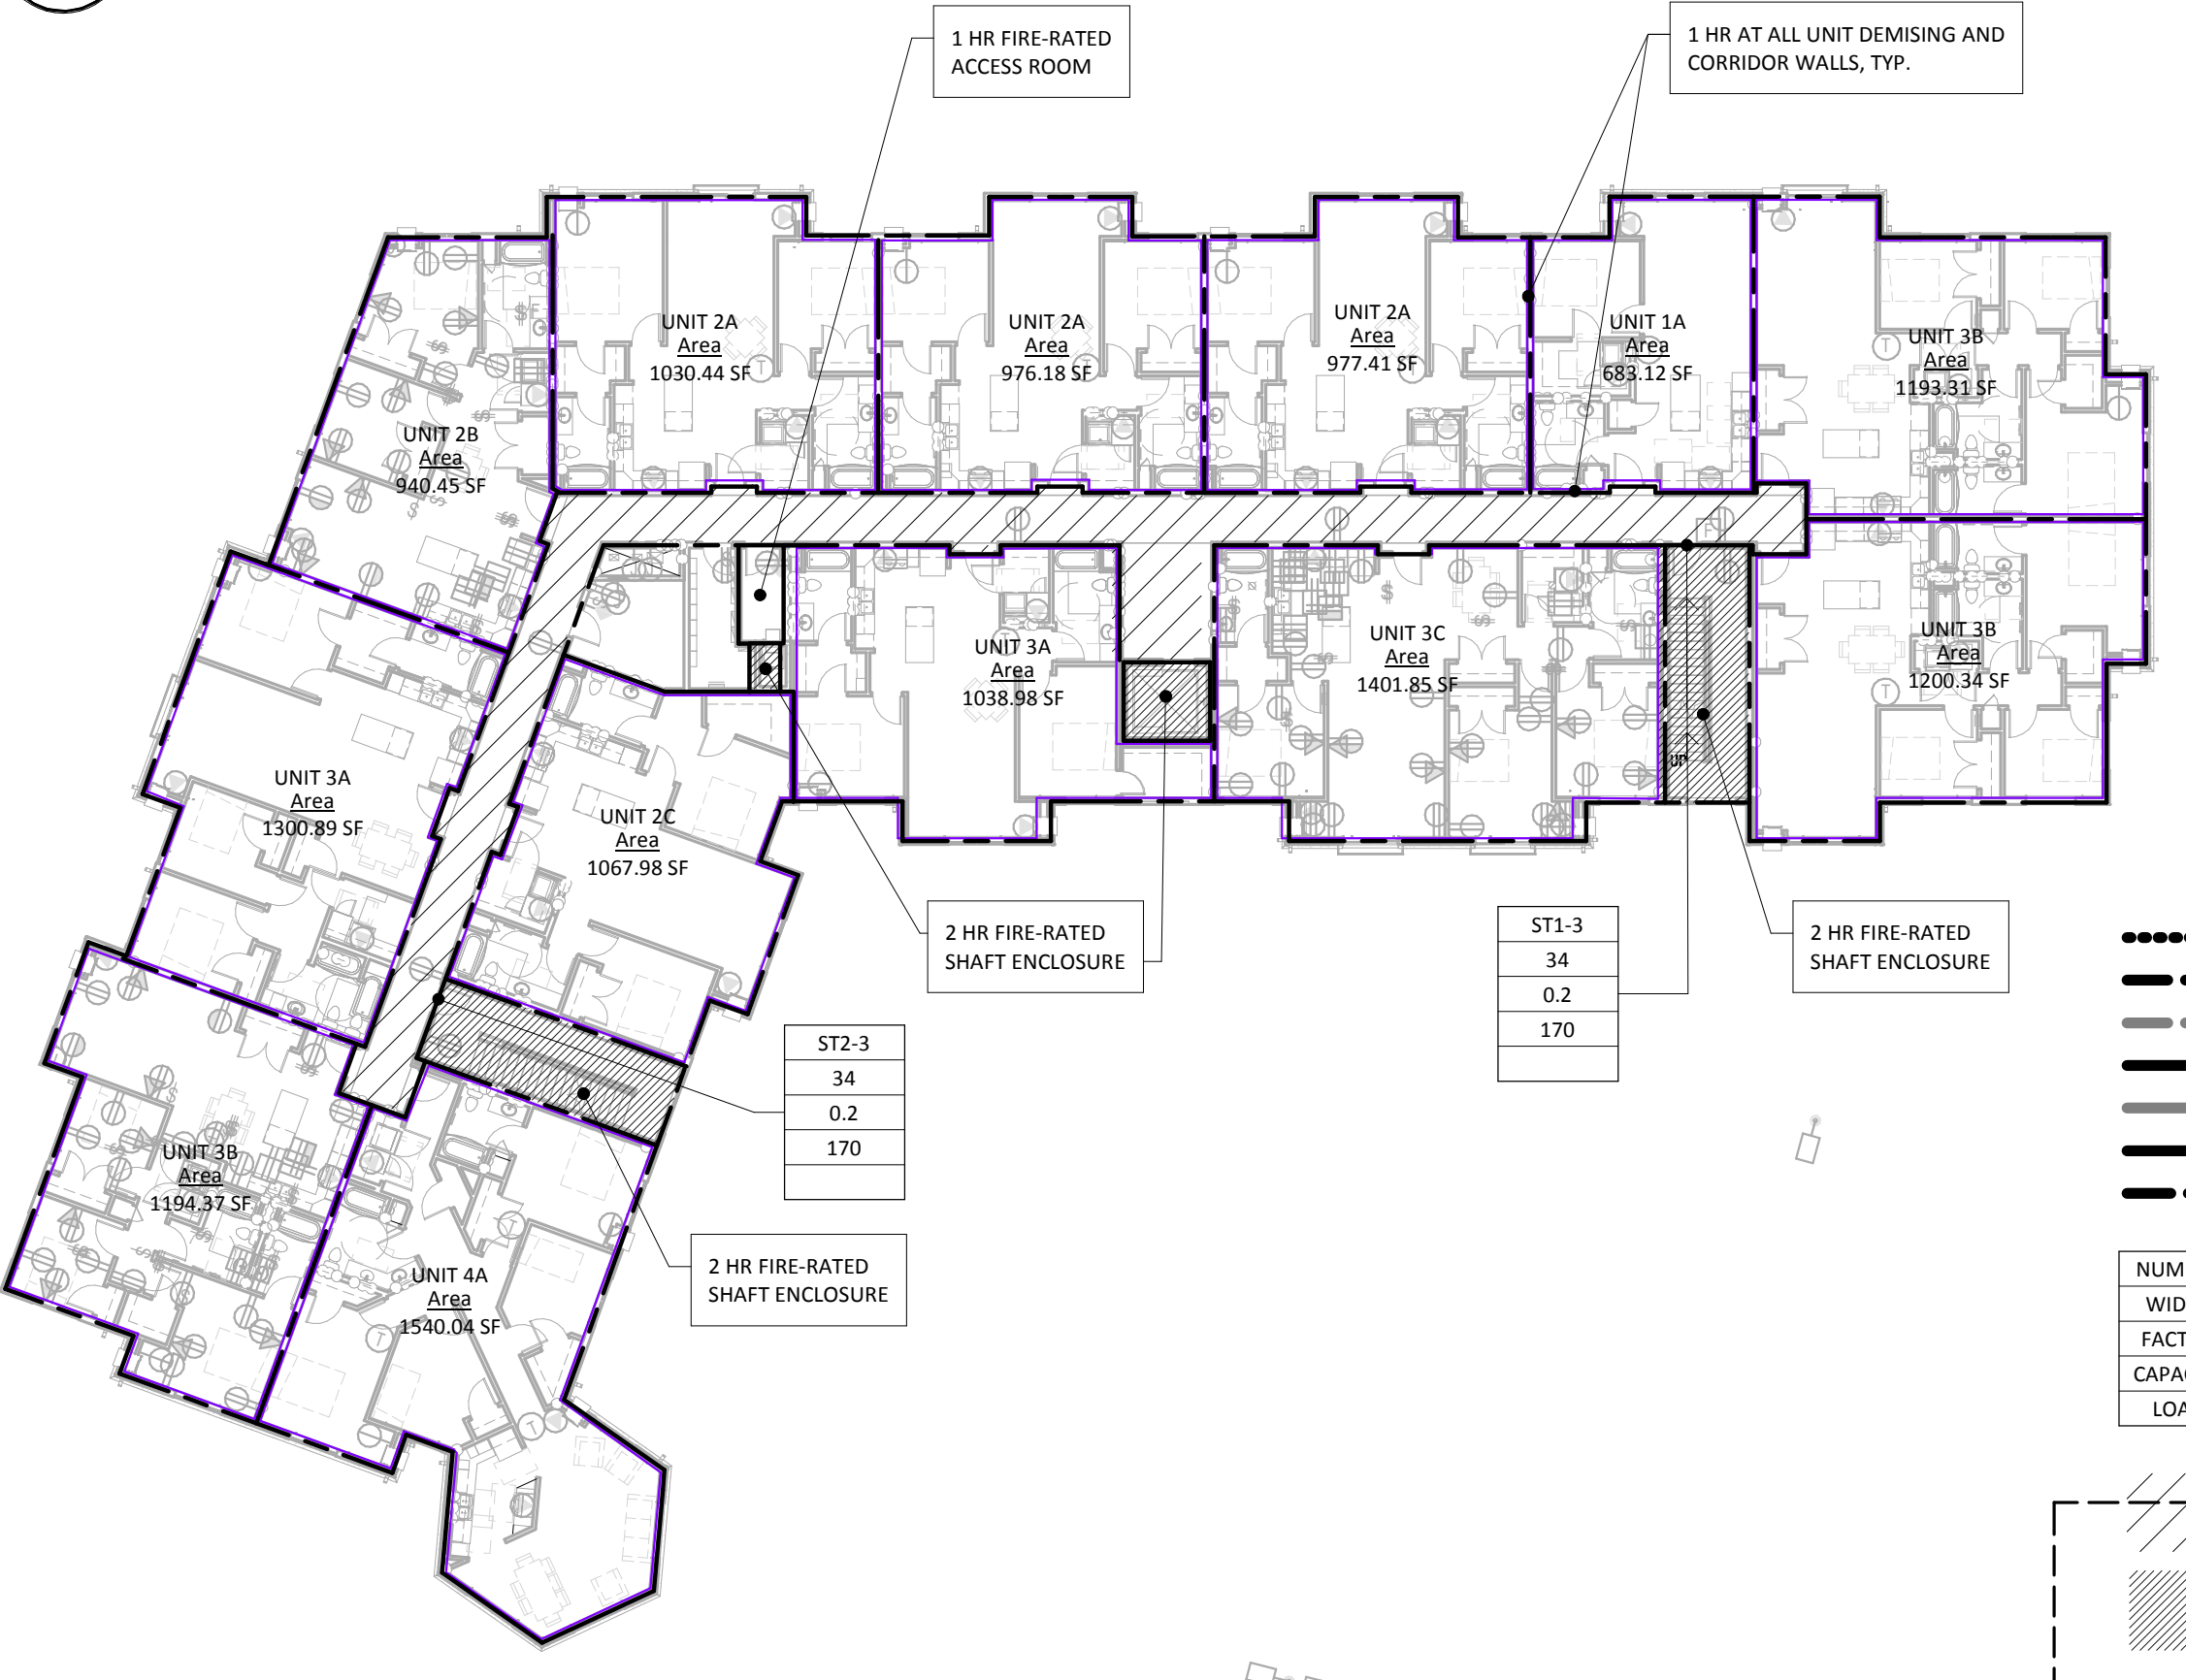 1 HR FIRE-RATED
ACCESS ROOM
1 HR AT ALL UNIT DEMISING AND
CORRIDOR WALLS, TYP.
UNIT 2A
Area
1030.44 SF
UNIT 2A
Area
976.18 SF
UNIT 2A
Area
977.41 SF
UNIT 1A
Area
683.12 SF
UNIT 3B
Area
1193.31 SF
UNIT 2B
Area
940.45 SF
UNIT 3A
Area
1038.98 SF
UNIT 3C
Area
1401.85 SF
UNIT 3B
Area
1200.34 SF
UP
UNIT 3A
Area
1300.89 SF
UNIT 2C
Area
1067.98 SF
2 HR FIRE-RATED
SHAFT ENCLOSURE
ST1-3
34
0.2
170
2 HR FIRE-RATED
SHAFT ENCLOSURE
ST2-3
34
0.2
170
UNIT 3B
Area
1194.37 SF
2 HR FIRE-RATED
SHAFT ENCLOSURE
UNIT 4A
Area
1540.04 SF
NUM
WID
FACT
CAPA
LOA